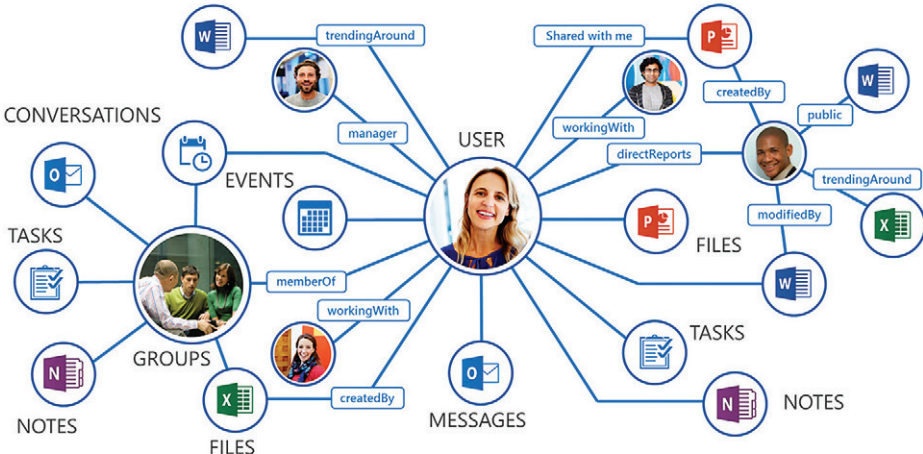 trendingAround
Shared with me
P
W
createdBy
W
public
CONVERSATIONS
manager
USER
workingWith
directReports
O
EVENTS
trendingAround
modifiedBy
P
X
TASKS
FILES
memberOf
W
workingWith
TASKS
GROUPS
N
X
createdBy
O
N
NOTES
NOTES
MESSAGES
FILES